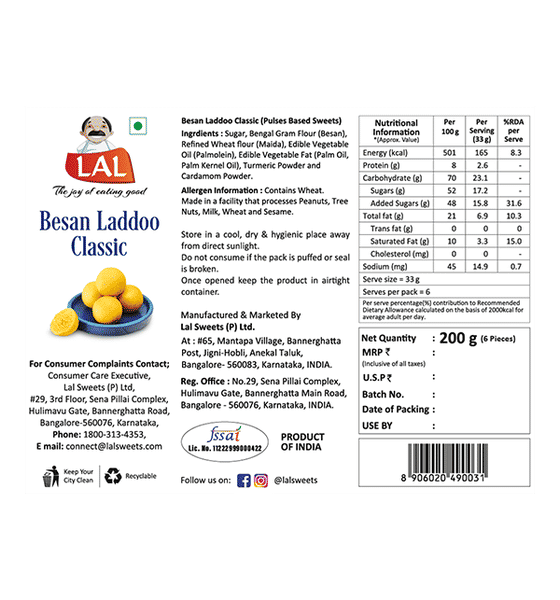 LAL
The joy of eating good
Besan Laddoo
Classic
For Consumer Complaints Contact;
Consumer Care Executive,
Lal Sweets (P) Ltd,
#29, 3rd Floor, Sena Pillai Complex,
Hulimavu Gate, Bannerghatta Road,
Bangalore-560076, Karnataka,
Phone: 1800-313-4353,
E mail: connect@lalsweets.com
Keep Your
City Clean
Recyclable
Besan Laddoo Classic (Pulses Based Sweets)
Ingrdients : Sugar, Bengal Gram Flour (Besan),
Refined Wheat flour (Maida), Edible Vegetable
Oil (Palmolein), Edible Vegetable Fat (Palm Oil,
Palm Kernel Oil), Turmeric Powder and
Cardamom Powder.
Allergen Information : Contains Wheat.
Made in a facility that processes Peanuts, Tree
Nuts, Milk, Wheat and Sesame.
Store in a cool, dry & hygienic place away
from direct sunlight.
Do not consume if the pack is puffed or seal
is broken.
Once opened keep the product in airtight
container.
Manufactured & Marketed By
Lal Sweets (P) Ltd.
At : #65, Mantapa Village, Bannerghatta
Post, Jigni-Hobli, Anekal Taluk,
Bangalore- 560083, Karnataka, INDIA.
Reg. Office : No.29, Sena Pillai Complex,
Hulimavu Gate, Bannerghatta Main Road,
Bangalore - 560076, Karnataka, INDIA.
fssai
Lic. No. 11222999000422
PRODUCT
OF INDIA
Follow us on: @lalsweets
Nutritional Information *(Approx. Value) Per 100 g Per Serving (33 g) %RDA per Serve
Energy (kcal) 501 165 8.3
Protein (g) 8 2.6 -
Carbohydrate (g) 70 23.1 -
Sugars (g) 52 17.2 -
Added Sugars (g) 48 15.8 31.6
Total fat (g) 21 6.9 10.3
Trans fat (g) 0 0 0
Saturated Fat (g) 10 3.3 15.0
Cholesterol (mg) 0 0 -
Sodium (mg) 45 14.9 0.7
Serve size = 33 g
Serves per pack = 6
Per serve percentage(%) contribution to Recommended
Dietary Allowance calculated on the basis of 2000kcal for
average adult per day.
Net Quantity : 200 g (6 Pieces)
MRP ₹ :
(Inclusive of all taxes)
U.S.P ₹ :
Batch No. :
Date of Packing :
USE BY :
8 906020 490031